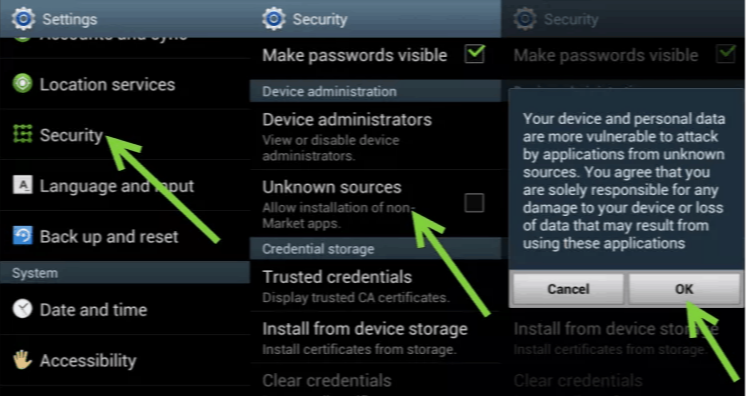 Settings
Accounts and sync
Location services
Security
Language and input
Back up and reset
System
Date and time
Accessibility
Security
Make passwords visible
Device administration
Device administrators
View or disable device
administrators.
Unknown sources
Allow installation of non-
Market apps.
Credential storage
Trusted credentials
Display trusted CA certificates.
Install from device storage
Install certificates from storage.
Clear credentials
Security
Make passwords visible
Your device and personal data
are more vulnerable to attack
by applications from unknown
sources. You agree that you
are solely responsible for any
damage to your device or loss
of data that may result from
using these applications
Cancel
OK
Install from device storage
Install certificates from storage.
Clear credentials